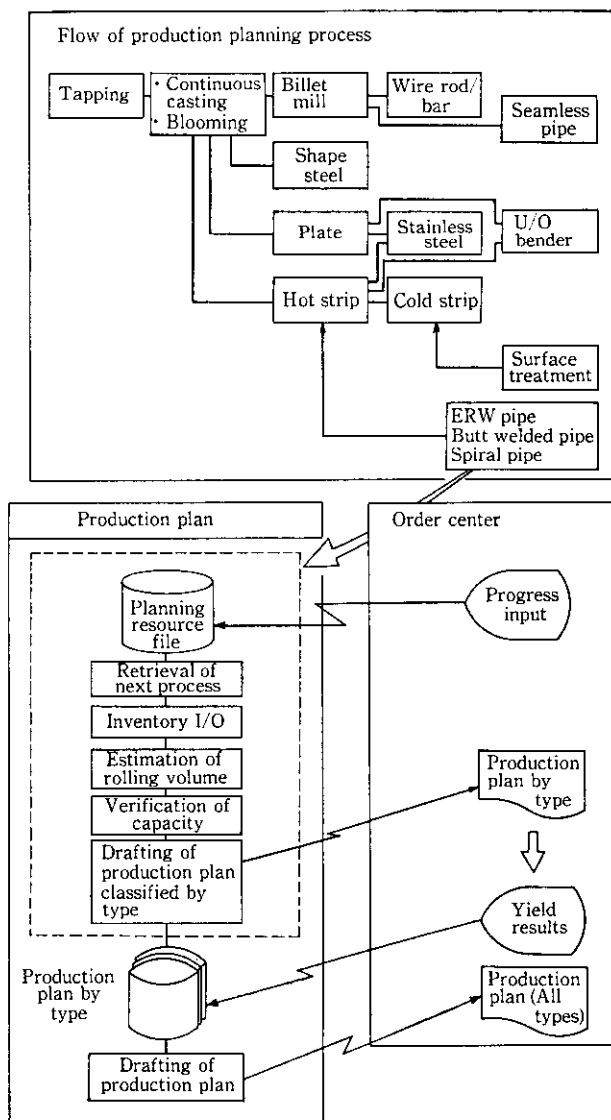 Flow of production planning process
Tapping
· Continuous
casting
· Blooming
Billet
mill
Wire rod/
bar
Seamless
pipe
Shape
steel
Plate
Stainless
steel
U/O
bender
Hot strip
Cold strip
Surface
treatment
ERW pipe
Butt welded pipe
Spiral pipe
Production plan
Planning
resource
file
Retrieval of
next process
Inventory I/O
Estimation of
rolling volume
Verification of
capacity
Drafting of
production plan
classified by
type
Production
plan by
type
Drafting of
production plan
Order center
Progress
input
Production
plan by
type
Yield
results
Production
plan (All
types)